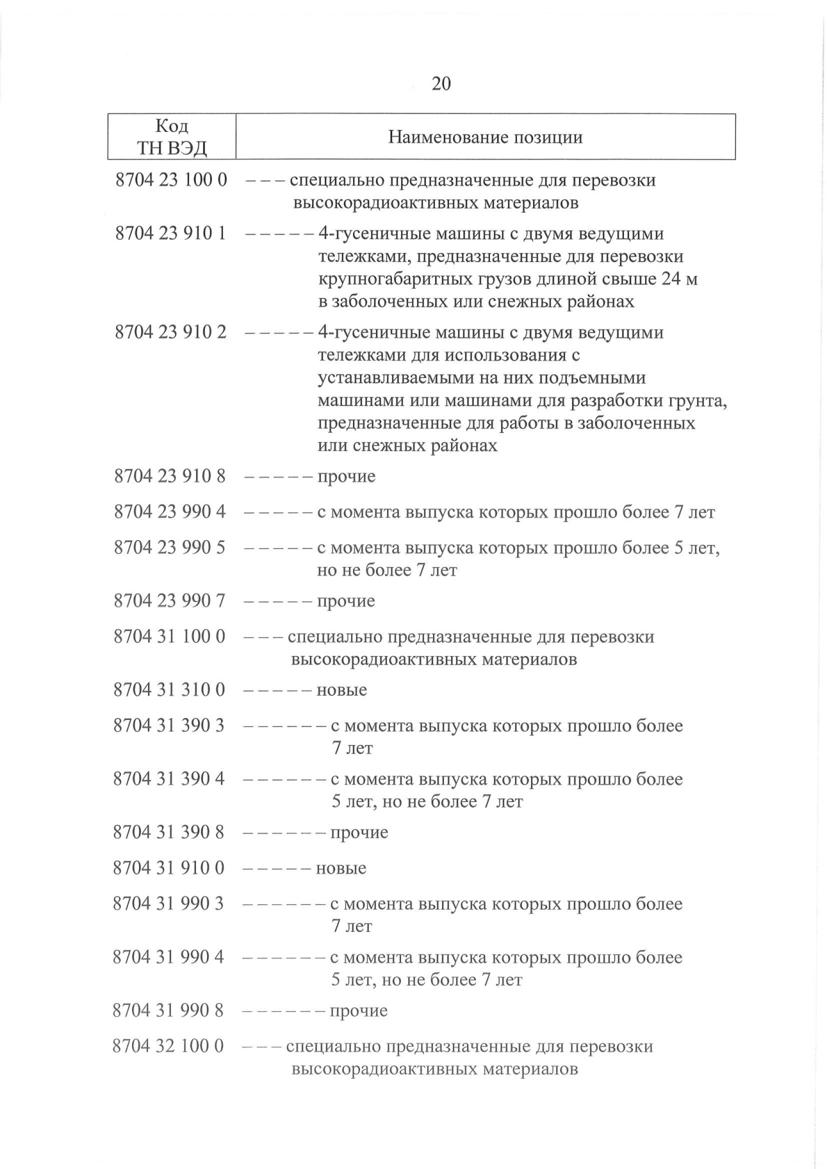 20
Код
ТН ВЭД
Наименование позиции
8704 23 100 0 – – – специально предназначенные для перевозки
высокорадиоактивных материалов
8704 23 910 1 – – – – – 4-гусеничные машины с двумя ведущими
тележками, предназначенные для перевозки
крупногабаритных грузов длиной свыше 24 м
в заболоченных или снежных районах
8704 23 910 2 – – – – – 4-гусеничные машины с двумя ведущими
тележками для использования с
устанавливаемыми на них подъемными
машинами или машинами для разработки грунта,
предназначенные для работы в заболоченных
или снежных районах
8704 23 910 8 – – – – – прочие
8704 23 990 4 – – – – – с момента выпуска которых прошло более 7 лет
8704 23 990 5 – – – – – с момента выпуска которых прошло более 5 лет,
но не более 7 лет
8704 23 990 7 – – – – – прочие
8704 31 100 0 – – – специально предназначенные для перевозки
высокорадиоактивных материалов
8704 31 310 0 – – – – – новые
8704 31 390 3 – – – – – – с момента выпуска которых прошло более
7 лет
8704 31 390 4 – – – – – – с момента выпуска которых прошло более
5 лет, но не более 7 лет
8704 31 390 8 – – – – – – прочие
8704 31 910 0 – – – – – новые
8704 31 990 3 – – – – – – с момента выпуска которых прошло более
7 лет
8704 31 990 4 – – – – – – с момента выпуска которых прошло более
5 лет, но не более 7 лет
8704 31 990 8 – – – – – – прочие
8704 32 100 0 – – – специально предназначенные для перевозки
высокорадиоактивных материалов